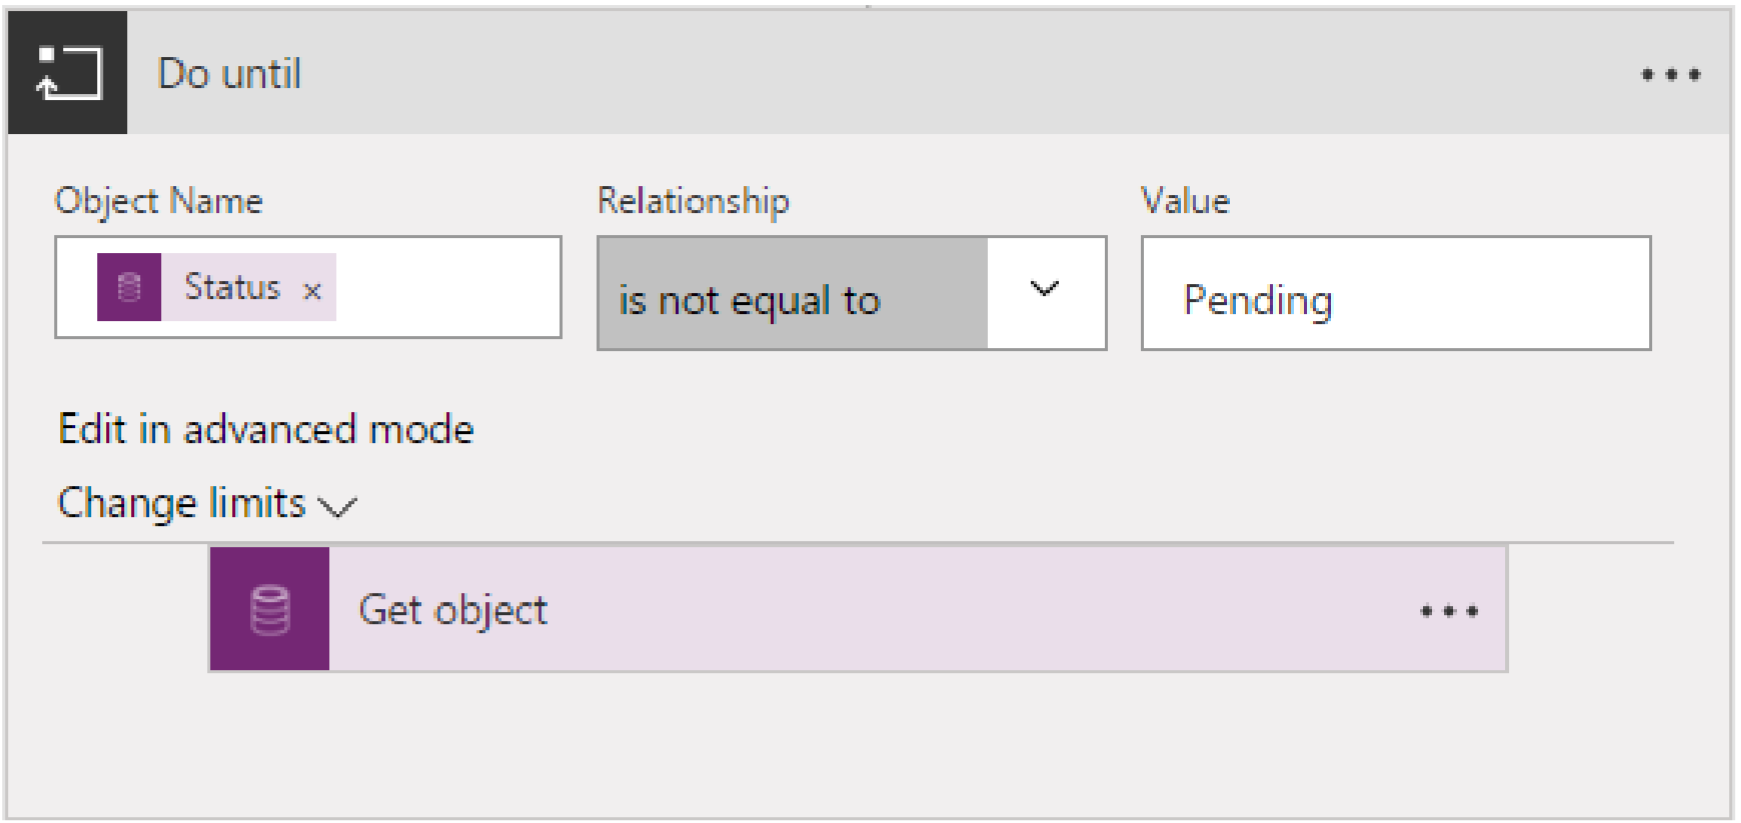 Do until
Object Name Relationship Value
Status × is not equal to Pending
Edit in advanced mode
Change limits
Get object